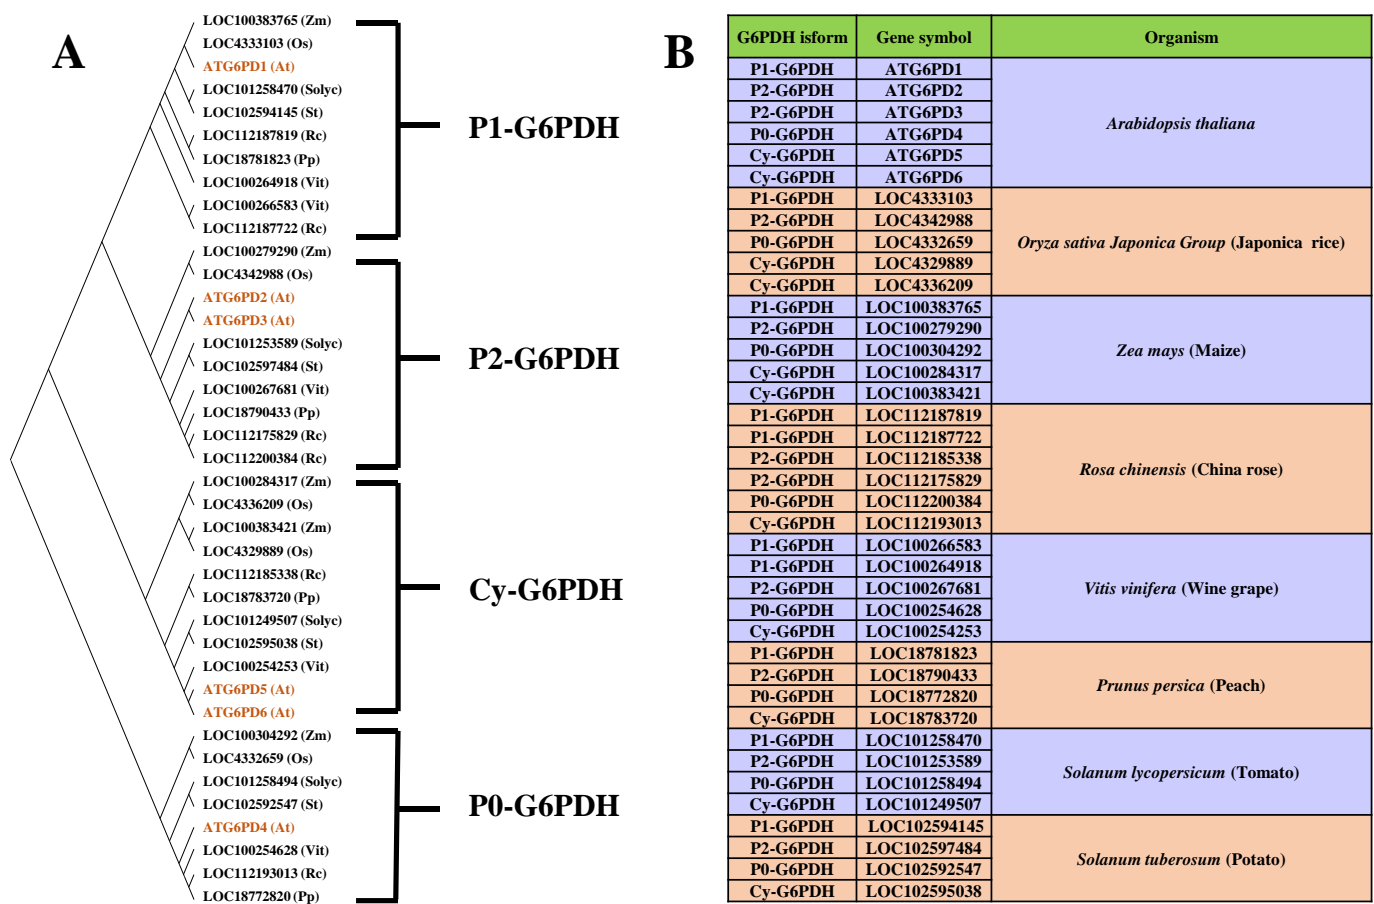 A
LOC100383765 (Zm)
LOC4333103 (Os)
ATG6PD1 (At)
LOC101258470 (Solyc)
LOC102594145 (St)
LOC112187819 (Rc)
LOC18781823 (Pp)
LOC100264918 (Vit)
LOC100266583 (Vit)
LOC112187722 (Rc)
P1-G6PDH
LOC100279290 (Zm)
LOC4342988 (Os)
ATG6PD2 (At)
ATG6PD3 (At)
LOC101253589 (Solyc)
LOC102597484 (St)
LOC100267681 (Vit)
LOC18790433 (Pp)
LOC112175829 (Rc)
LOC112200384 (Rc)
P2-G6PDH
LOC100284317 (Zm)
LOC4336209 (Os)
LOC100383421 (Zm)
LOC4329889 (Os)
LOC112185338 (Rc)
LOC18783720 (Pp)
LOC101249507 (Solyc)
LOC102595038 (St)
LOC100254253 (Vit)
ATG6PD5 (At)
ATG6PD6 (At)
Cy-G6PDH
LOC100304292 (Zm)
LOC4332659 (Os)
LOC101258494 (Solyc)
LOC102592547 (St)
ATG6PD4 (At)
LOC100254628 (Vit)
LOC112193013 (Rc)
LOC18772820 (Pp)
P0-G6PDH
B
G6PDH isform Gene symbol Organism
P1-G6PDH ATG6PD1
P2-G6PDH ATG6PD2
P2-G6PDH ATG6PD3
Arabidopsis thaliana
P0-G6PDH ATG6PD4
Cy-G6PDH ATG6PD5
Cy-G6PDH ATG6PD6
P1-G6PDH LOC4333103
P2-G6PDH LOC4342988
P0-G6PDH LOC4332659 Oryza sativa Japonica Group (Japonica rice)
Cy-G6PDH LOC4329889
Cy-G6PDH LOC4336209
P1-G6PDH LOC100383765
P2-G6PDH LOC100279290
P0-G6PDH LOC100304292 Zea mays (Maize)
Cy-G6PDH LOC100284317
Cy-G6PDH LOC100383421
P1-G6PDH LOC112187819
P1-G6PDH LOC112187722
P2-G6PDH LOC112185338
Rosa chinensis (China rose)
P2-G6PDH LOC112175829
P0-G6PDH LOC112200384
Cy-G6PDH LOC112193013
P1-G6PDH LOC100266583
P1-G6PDH LOC100264918
P2-G6PDH LOC100267681 Vitis vinifera (Wine grape)
P0-G6PDH LOC100254628
Cy-G6PDH LOC100254253
P1-G6PDH LOC18781823
P2-G6PDH LOC18790433
Prunus persica (Peach)
P0-G6PDH LOC18772820
Cy-G6PDH LOC18783720
P1-G6PDH LOC101258470
P2-G6PDH LOC101253589
Solanum lycopersicum (Tomato)
P0-G6PDH LOC101258494
Cy-G6PDH LOC101249507
P1-G6PDH LOC102594145
P2-G6PDH LOC102597484
Solanum tuberosum (Potato)
P0-G6PDH LOC102592547
Cy-G6PDH LOC102595038